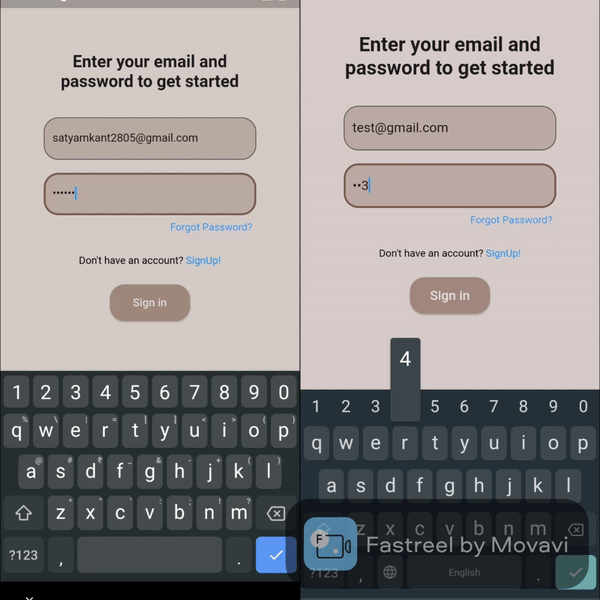 Enter your email and
password to get started
satyamkant2805@gmail.com
••••••
Forgot Password?
Don't have an account? SignUp!
Sign in
1 2 3 4 5 6 7 8 9 0
q w e r t y u i o p
a s d f g h j k l
z x c v b n m
?123 , .
Enter your email and
password to get started
test@gmail.com
••3
Forgot Password?
Don't have an account? SignUp!
Sign In
4
1 2 3 5 6 7 8 9 0
q w e r t y u i o p
a s d f g h j k l
z x c v b n m
F
Fastreel by Movavi
?123 , English .